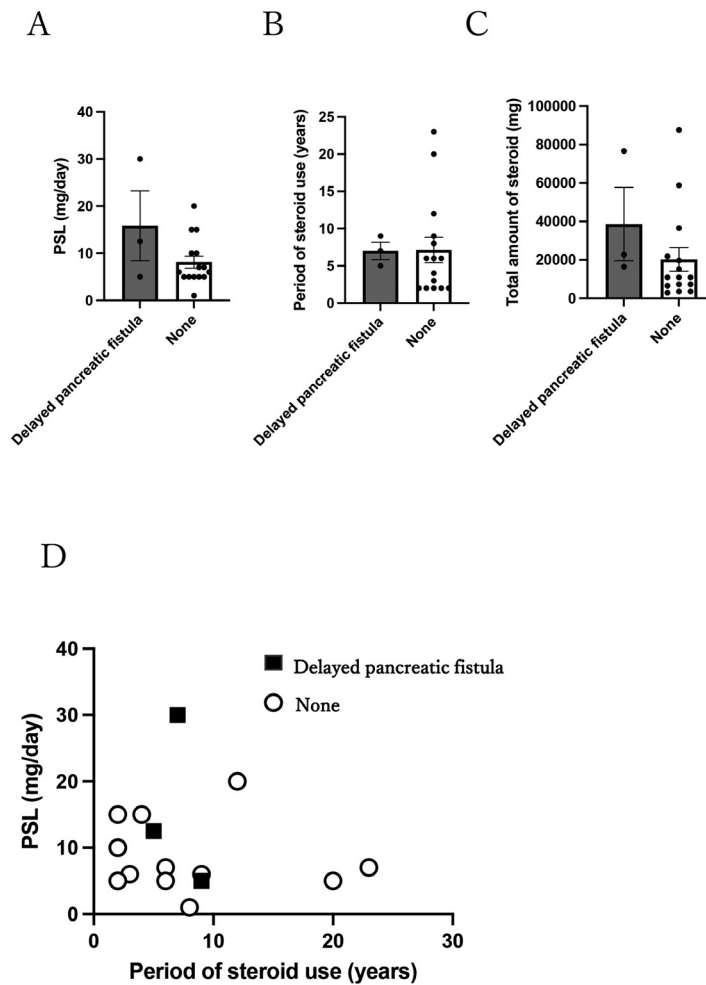 A
B
C
PSL (mg/day)
40
30
20
10
0
Delayed pancreatic fistula
None
Period of steroid use (years)
25
20
15
10
5
0
Delayed pancreatic fistula
None
Total amount of steroid (mg)
100000
80000
60000
40000
20000
0
Delayed pancreatic fistula
None
D
PSL (mg/day)
40
30
20
10
0
Delayed pancreatic fistula
None
0
10
20
30
Period of steroid use (years)